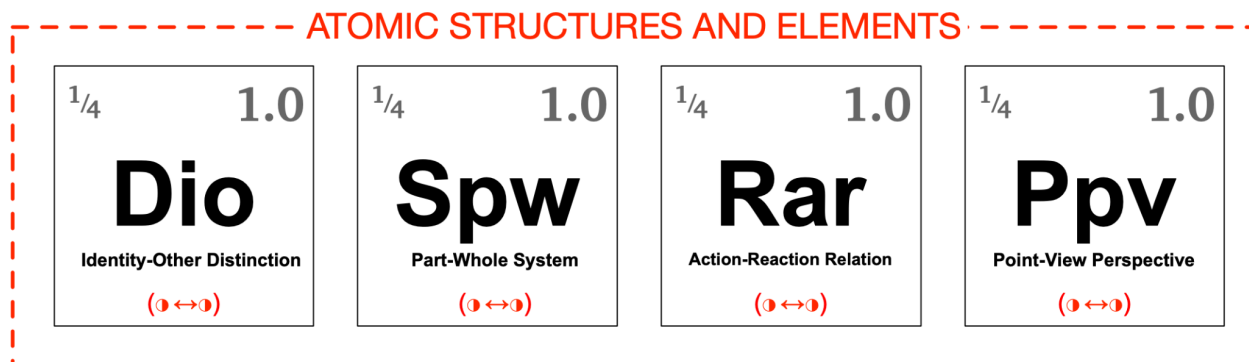 ATOMIC STRUCTURES AND ELEMENTS
1/4 1.0
Dio
Identity-Other Distinction
(◑↔◑)
1/4 1.0
Spw
Part-Whole System
(◑↔◑)
1/4 1.0
Rar
Action-Reaction Relation
(◑↔◑)
1/4 1.0
Ppv
Point-View Perspective
(◑↔◑)